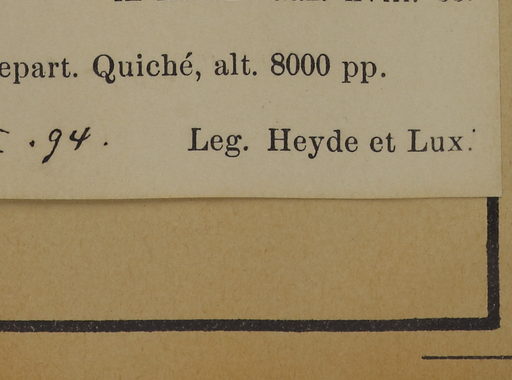 epart. Quiché, alt. 8000 pp.
.94. Leg. Heyde et Lux.